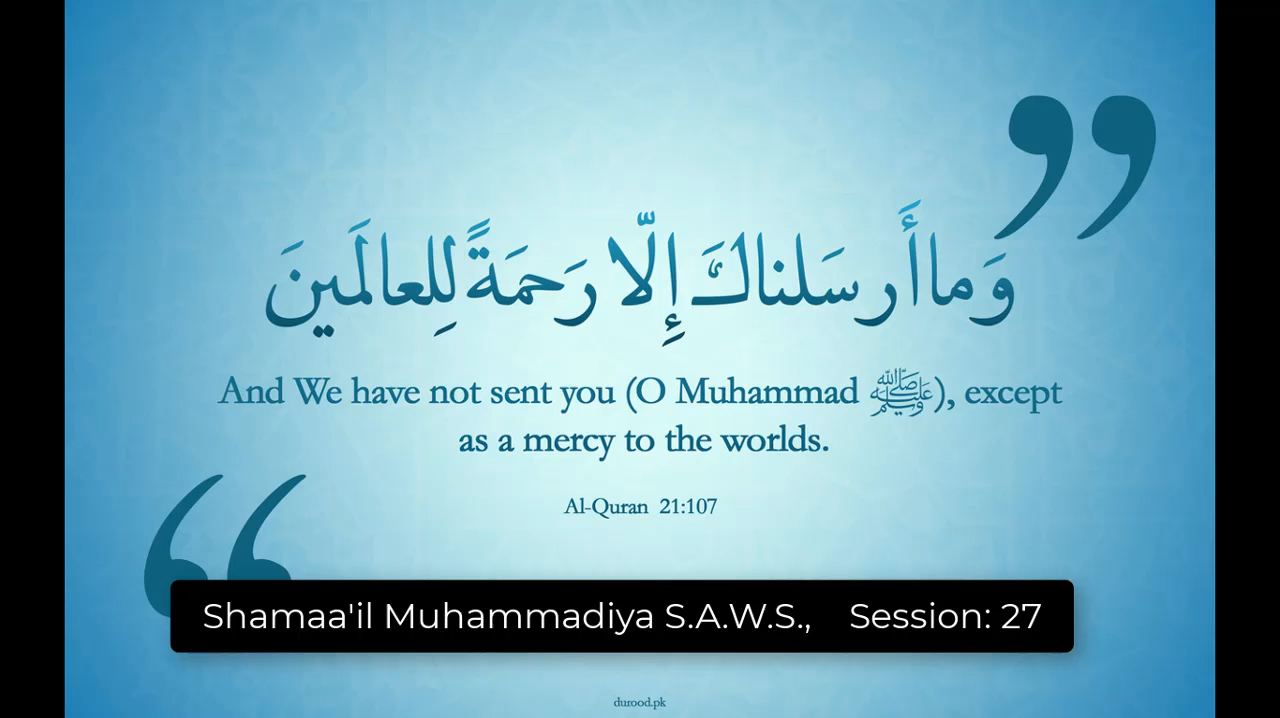 وَما أَرسَلناكَ إِلّا رَحمَةً لِلعالَمينَ
And We have not sent you (O Muhammad ﷺ), except
as a mercy to the worlds.
Al-Quran 21:107
Shamaa'il Muhammadiya S.A.W.S., Session: 27
durood.pk